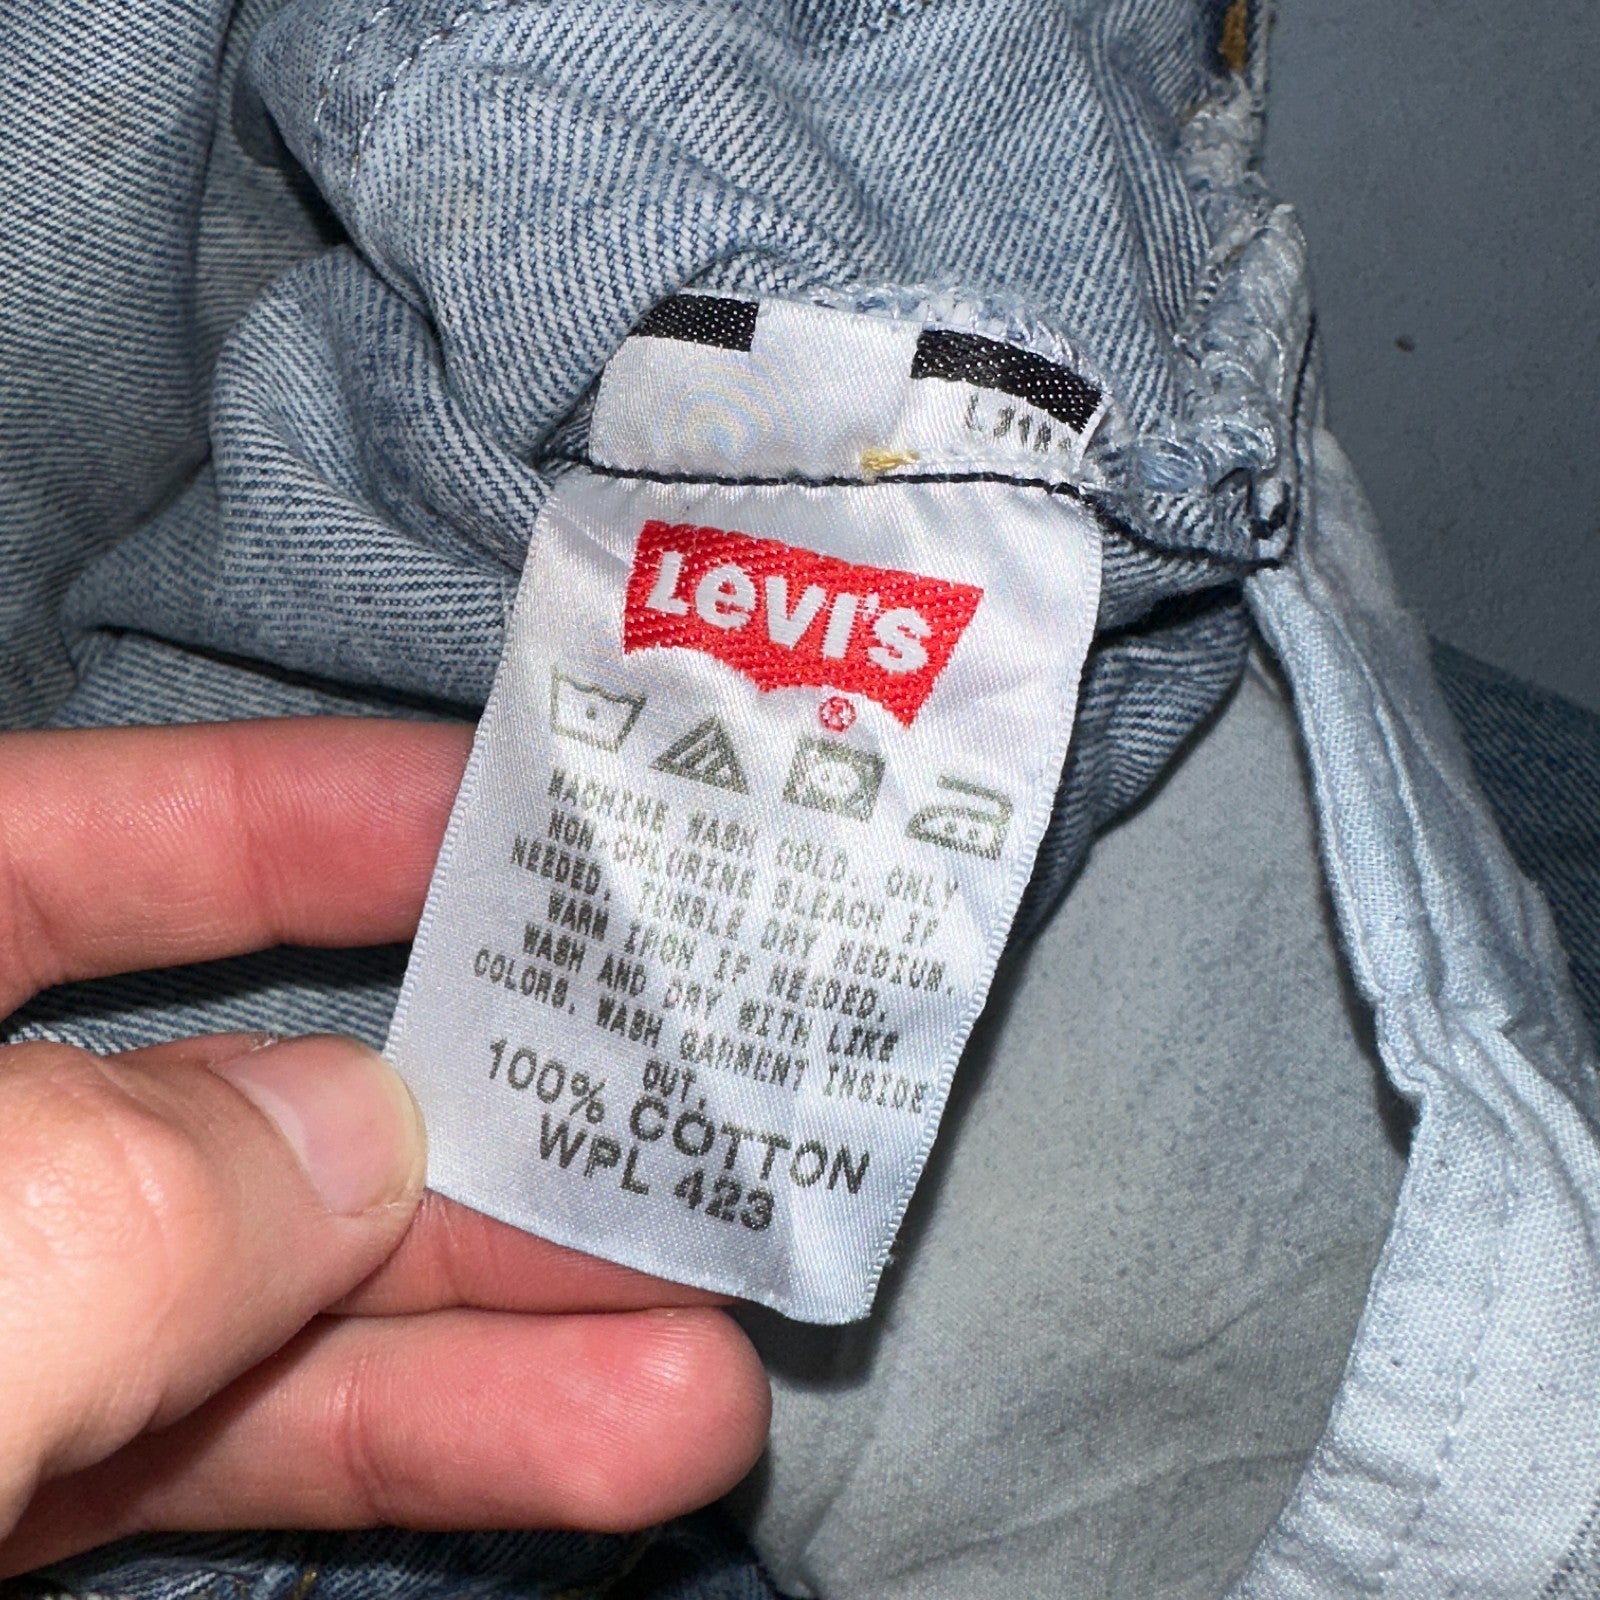 Levi's
®
MACHINE WASH COLD. ONLY
NON-CHLORINE BLEACH IF
NEEDED. TUMBLE DRY MEDIUM.
WARM IRON IF NEEDED.
WASH AND DRY WITH LIKE
COLORS. WASH GARMENT INSIDE
OUT.
100% COTTON
WPL 423